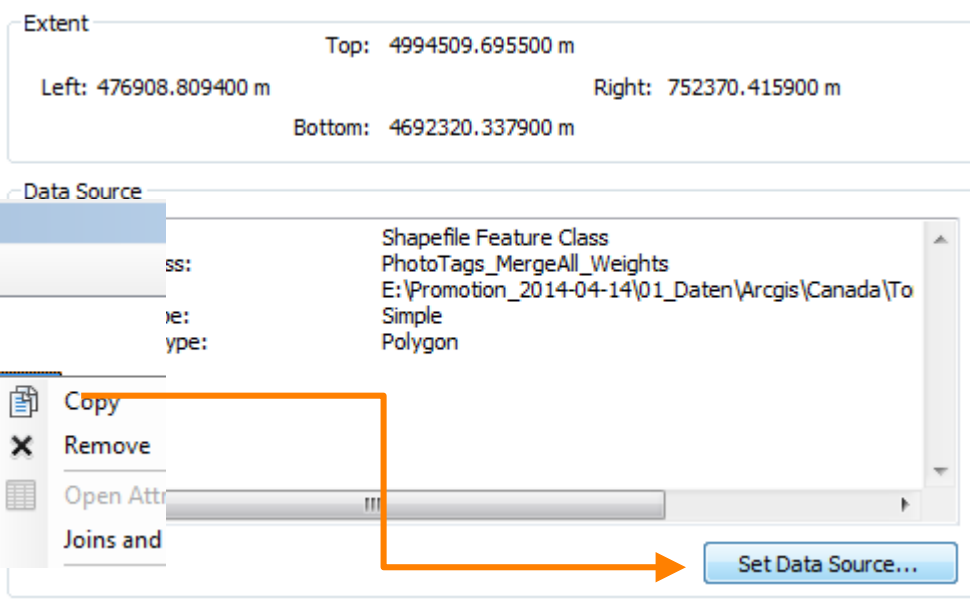 Extent
Top: 4994509.695500 m
Left: 476908.809400 m Right: 752370.415900 m
Bottom: 4692320.337900 m
Data Source
Shapefile Feature Class
ss: PhotoTags_MergeAll_Weights
E:\Promotion_2014-04-14\01_Daten\Arcgis\Canada\To
pe: Simple
ype: Polygon
Copy
Remove
Open Attr
Joins and
Set Data Source...